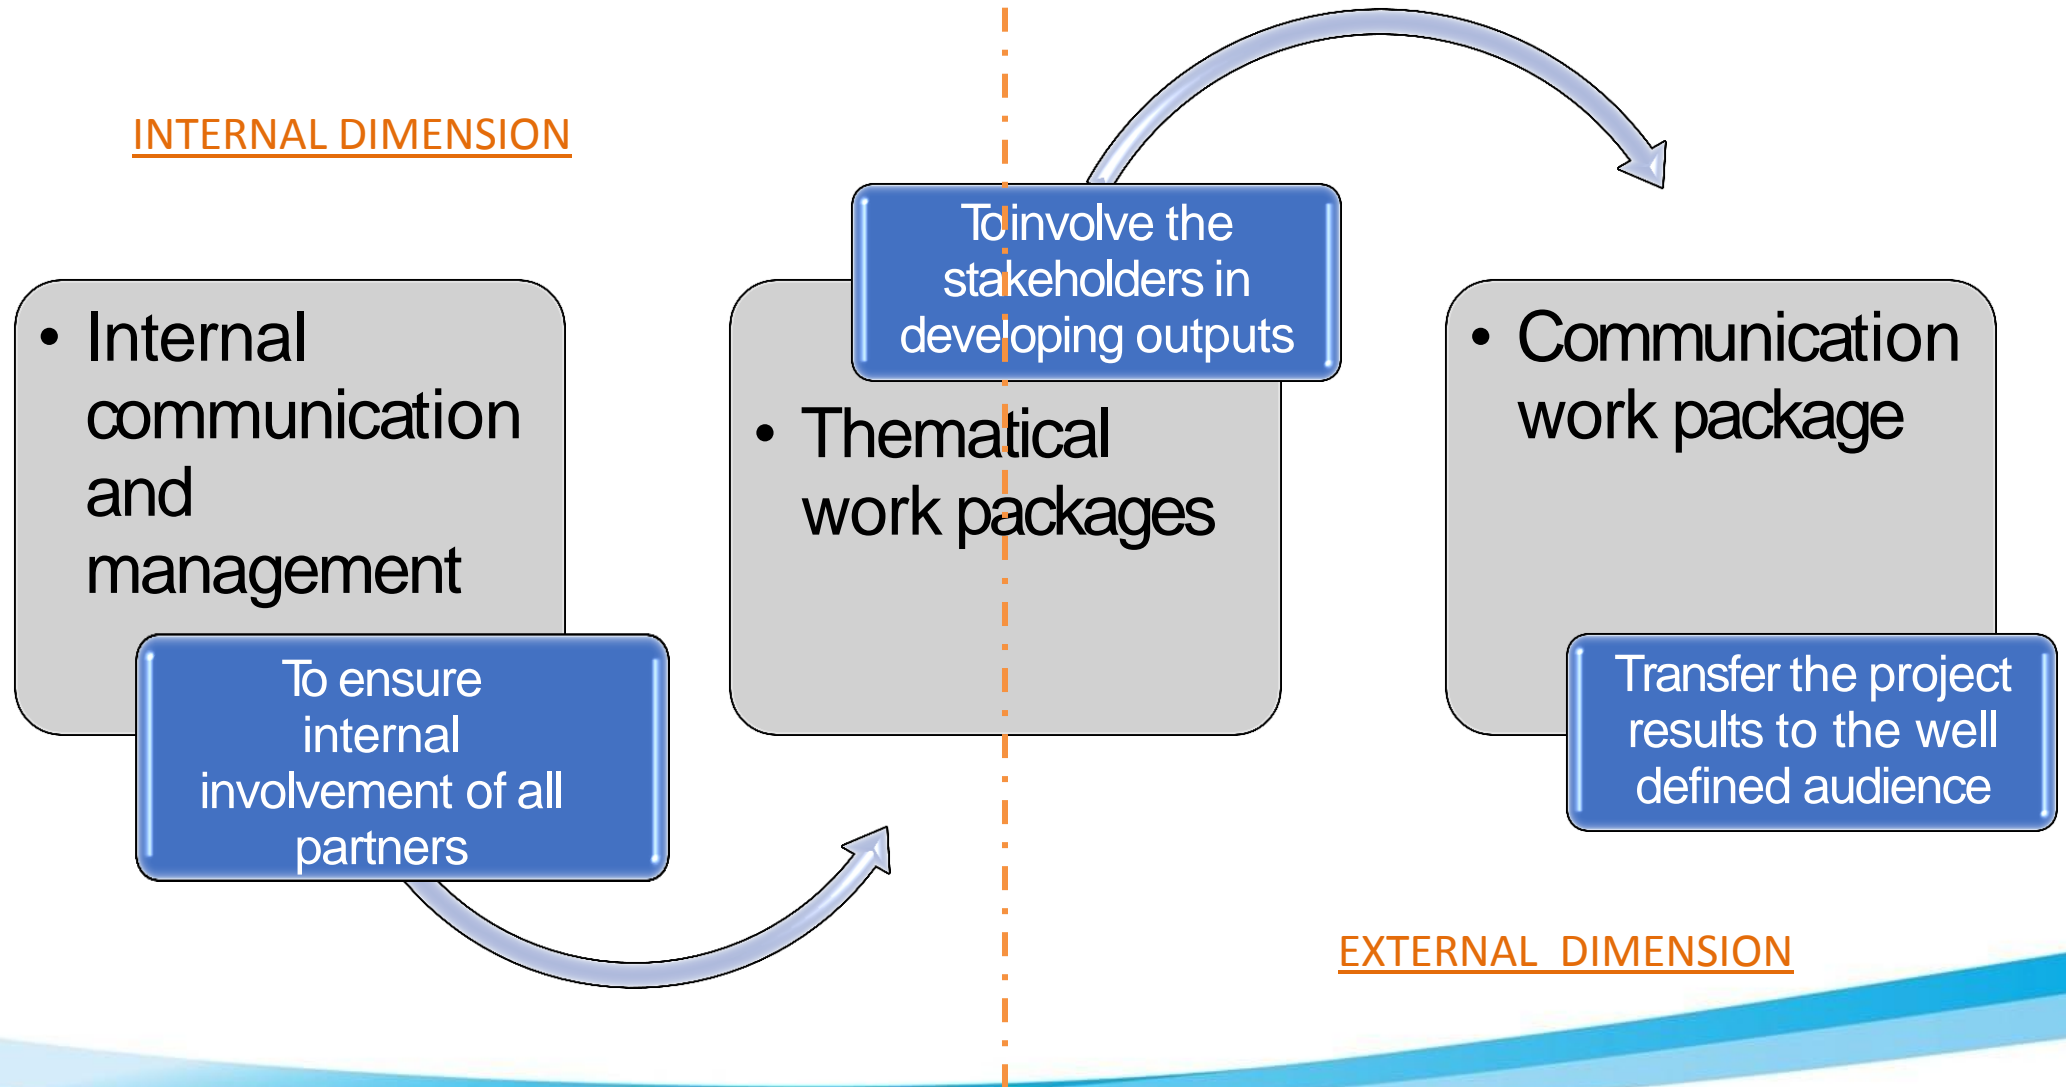 INTERNAL DIMENSION
• Internal
communication
and
management
To ensure
internal
involvement of all
partners
To involve the
stakeholders in
developing outputs
• Thematical
work packages
• Communication
work package
Transfer the project
results to the well
defined audience
EXTERNAL DIMENSION